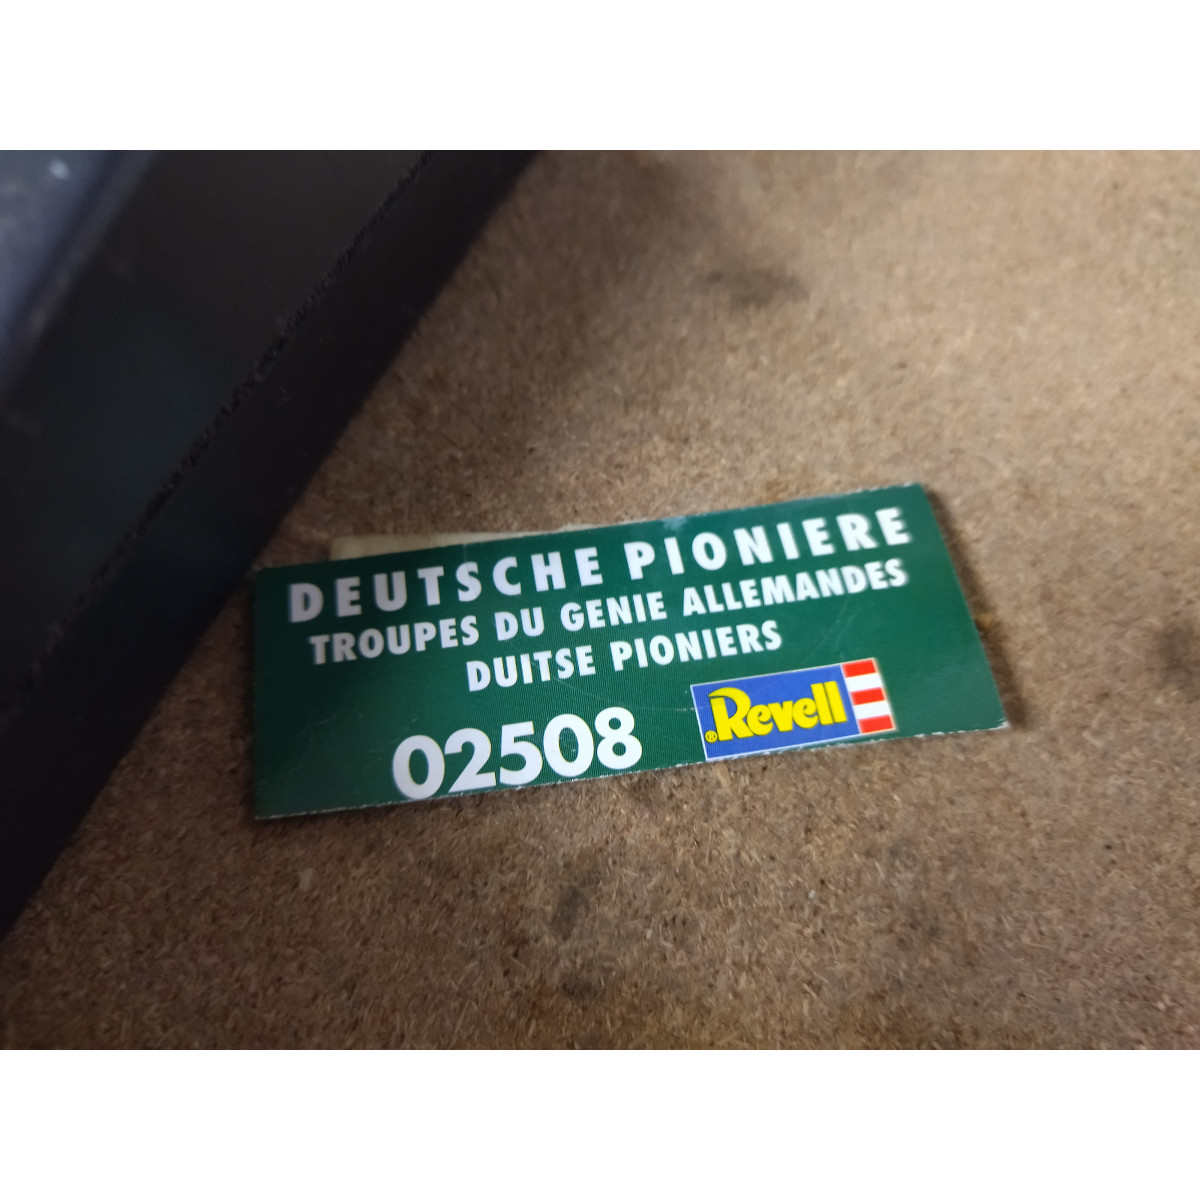 DEUTSCHE PIONIERE
TROUPES DU GENIE ALLEMANDES
DUITSE PIONIERS
02508
® Revell